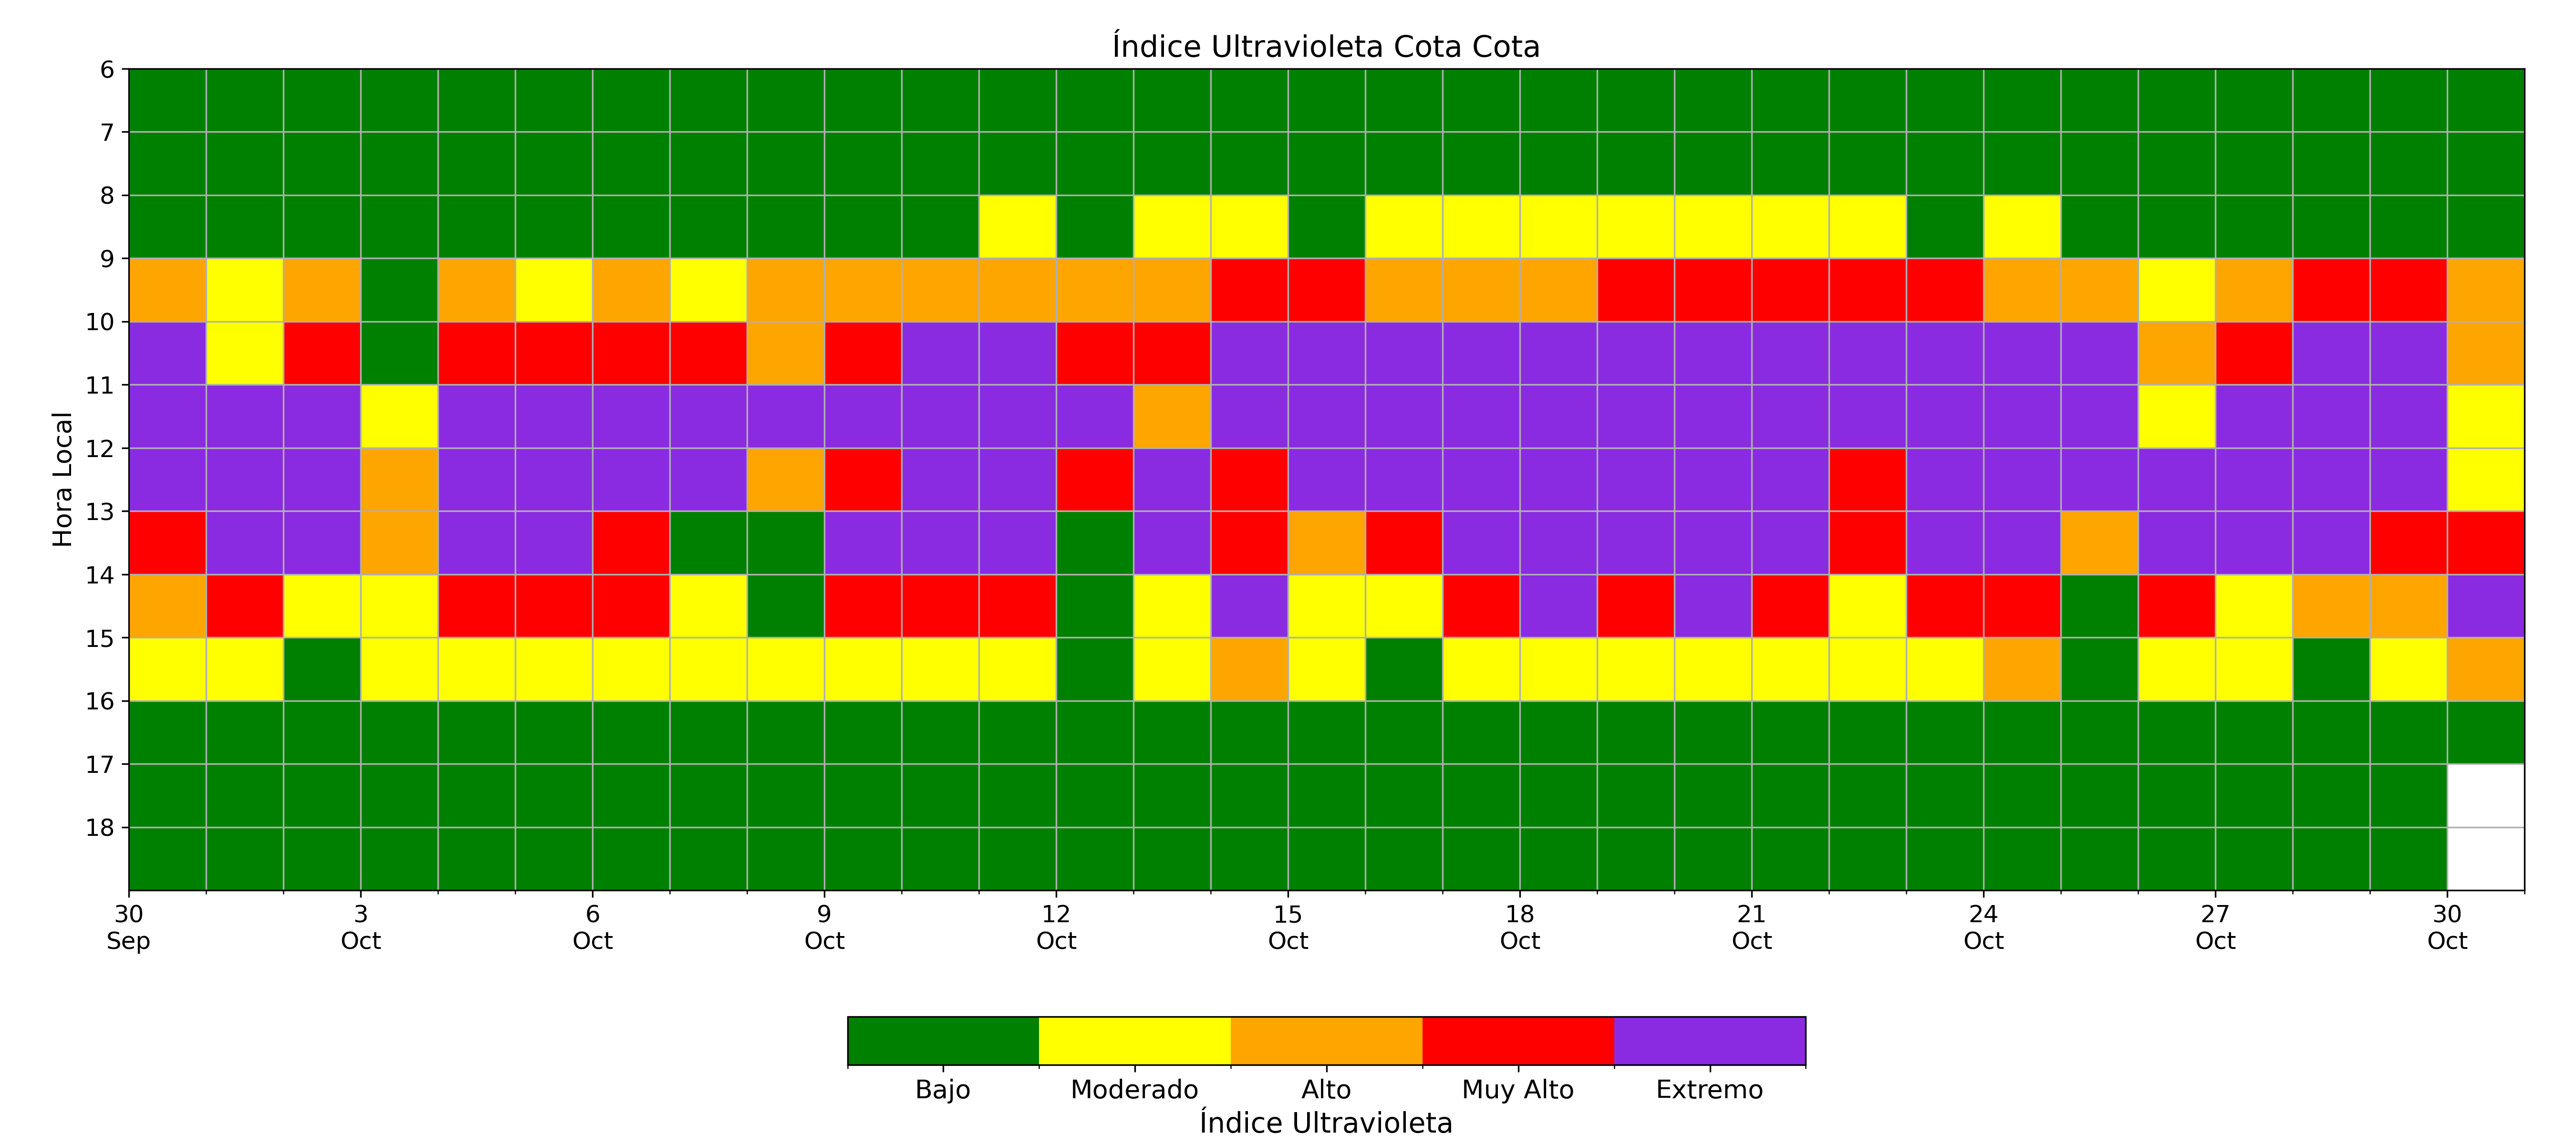 Índice Ultravioleta Cota Cota
Hora Local
6
7
8
9
10
11
12
13
14
15
16
17
18
30 3 6 9 12 15 18 21 24 27 30
Sep Oct Oct Oct Oct Oct Oct Oct Oct Oct Oct
Bajo Moderado Alto Muy Alto Extremo
Índice Ultravioleta